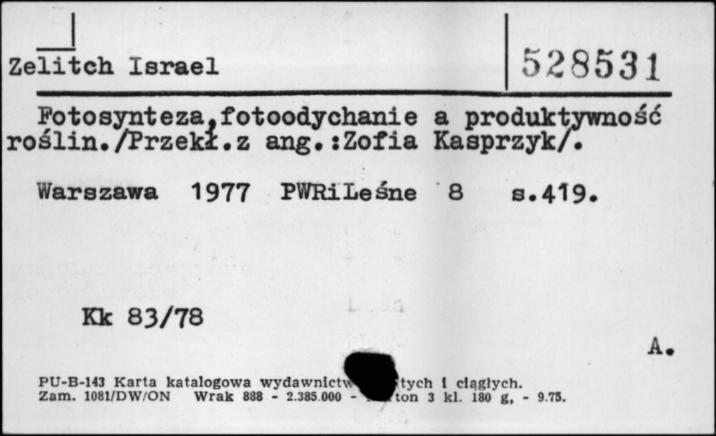 Zelitch Israel 528531
Fotosynteza,fotoodychanie a produktywność
roślin./Przekł.z ang.:Zofia Kasprzyk/.
Warszawa 1977 PWRiLeśne 8 s.419.
Kk 83/78
A.
PU-B-143 Karta katalogowa wydawnictw tych i ciągłych.
Zam. 1081/DW/ON Wrak 888 - 2.385.000 - ton 3 kl. 180 g, - 9.75.